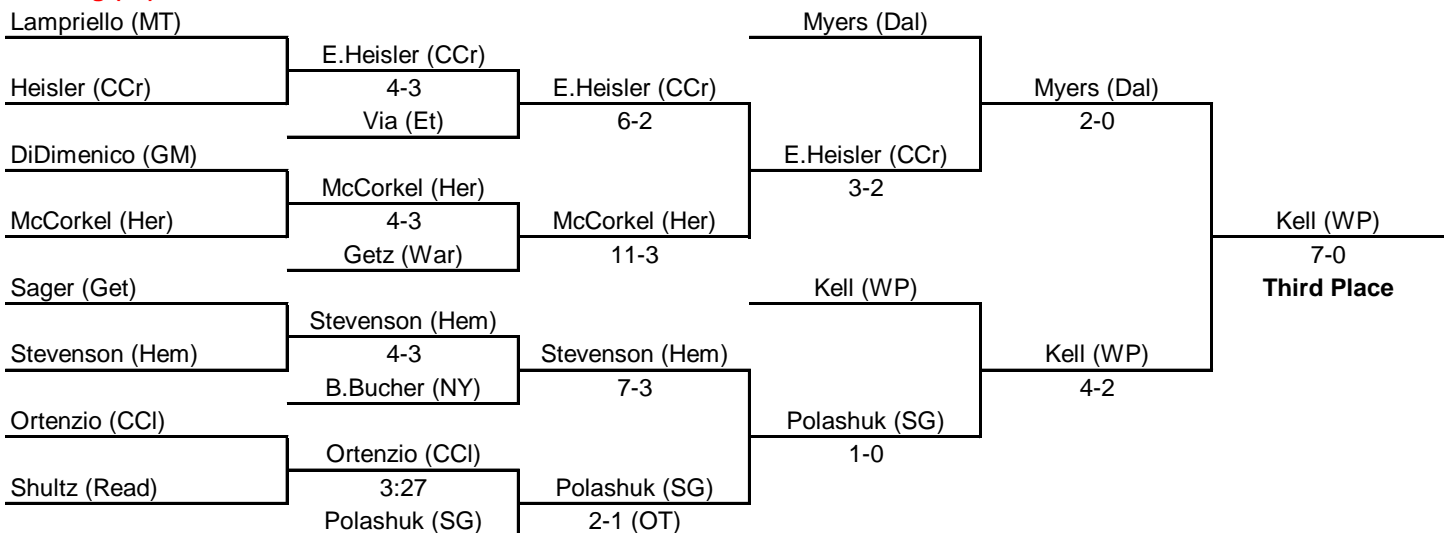 Lampriello (MT)
Myers (Dal)
E.Heisler (CCr)
Heisler (CCr)
4-3
E.Heisler (CCr)
Myers (Dal)
Via (Et)
6-2
2-0
DiDimenico (GM)
E.Heisler (CCr)
McCorkel (Her)
3-2
McCorkel (Her)
4-3
McCorkel (Her)
Kell (WP)
Getz (War)
11-3
7-0
Sager (Get)
Kell (WP)
Third Place
Stevenson (Hem)
Stevenson (Hem)
4-3
Stevenson (Hem)
Kell (WP)
B.Bucher (NY)
7-3
4-2
Ortenzio (CCl)
Polashuk (SG)
Ortenzio (CCl)
1-0
Shultz (Read)
3:27
Polashuk (SG)
Polashuk (SG)
2-1 (OT)